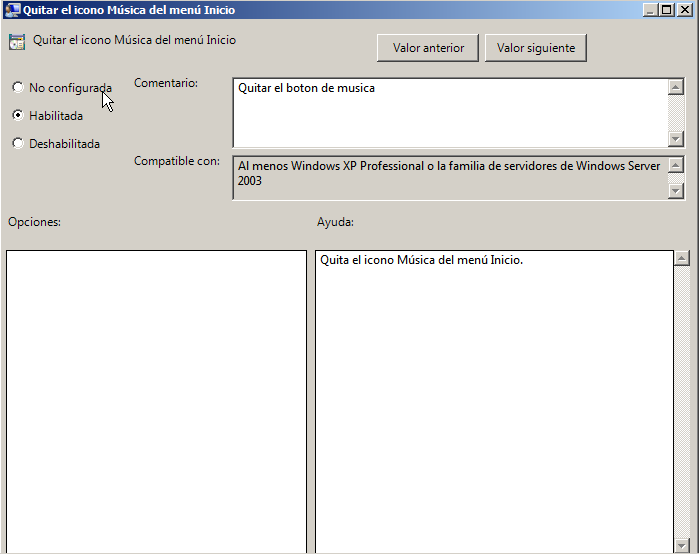 Quitar el icono Música del menú Inicio
Quitar el icono Música del menú Inicio
Valor anterior
Valor siguiente
No configurada
Comentario:
Quitar el boton de musica
Habilitada
Deshabilitada
Compatible con:
Al menos Windows XP Professional o la familia de servidores de Windows Server
2003
Opciones:
Ayuda:
Quita el icono Música del menú Inicio.